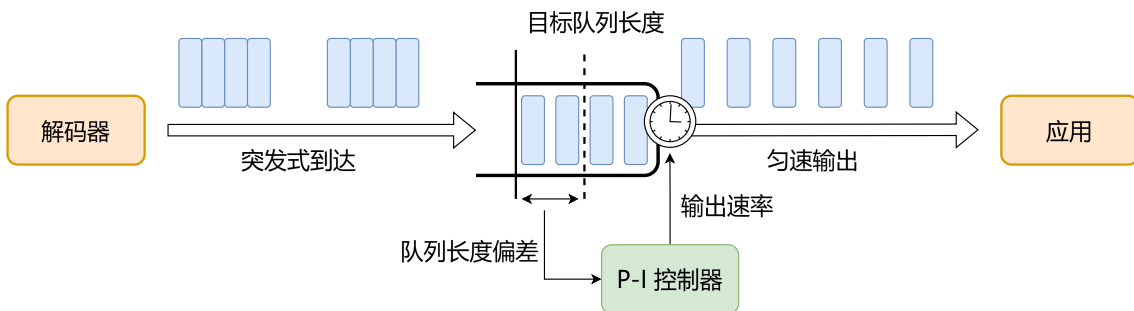 目标队列长度
解码器
突发式到达
匀速输出
应用
输出速率
队列长度偏差
P-I 控制器